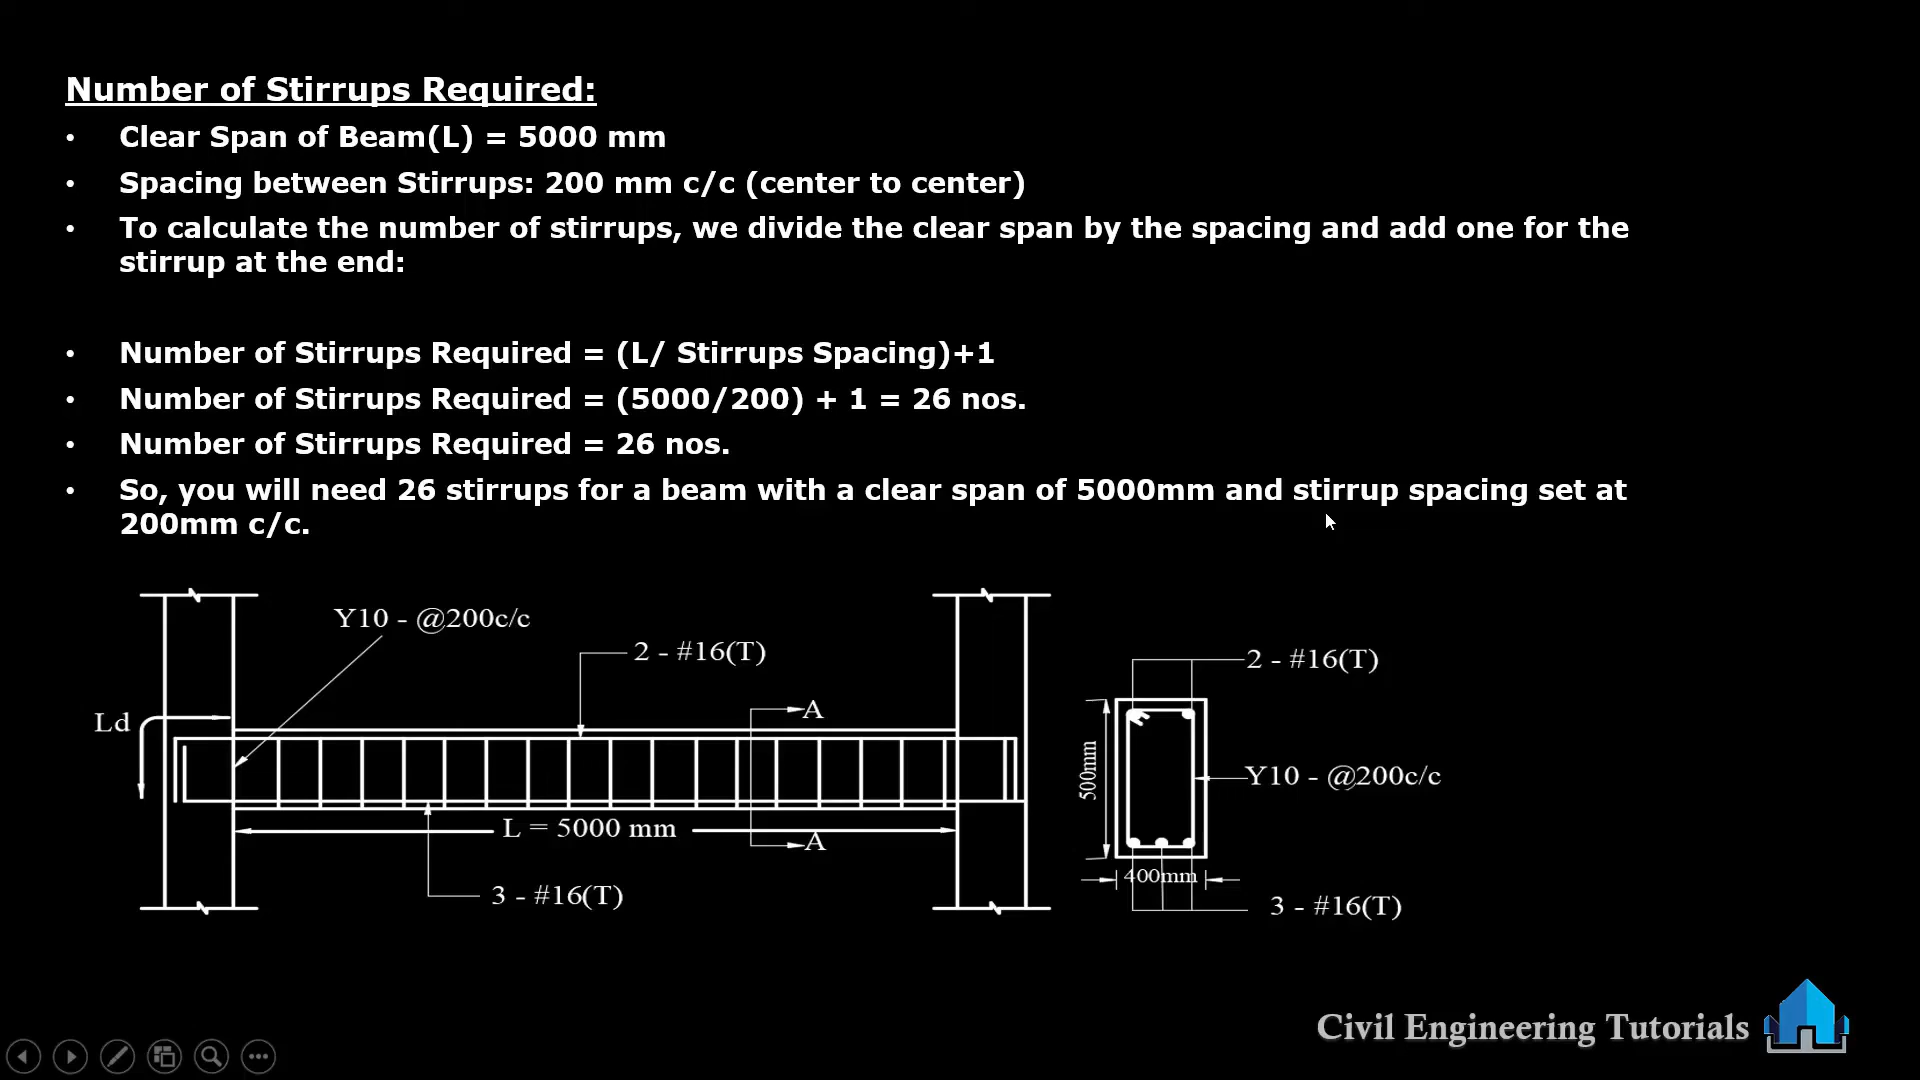 Number of Stirrups Required:
• Clear Span of Beam(L) = 5000 mm
• Spacing between Stirrups: 200 mm c/c (center to center)
• To calculate the number of stirrups, we divide the clear span by the spacing and add one for the
stirrup at the end:
• Number of Stirrups Required = (L/ Stirrups Spacing)+1
• Number of Stirrups Required = (5000/200) + 1 = 26 nos.
• Number of Stirrups Required = 26 nos.
• So, you will need 26 stirrups for a beam with a clear span of 5000mm and stirrup spacing set at
200mm c/c.
Y10 - @200c/c
2 - #16(T)
A
Ld
L = 5000 mm
A
3 - #16(T)
2 - #16(T)
500mm
Y10 - @200c/c
400mm
3 - #16(T)
Civil Engineering Tutorials